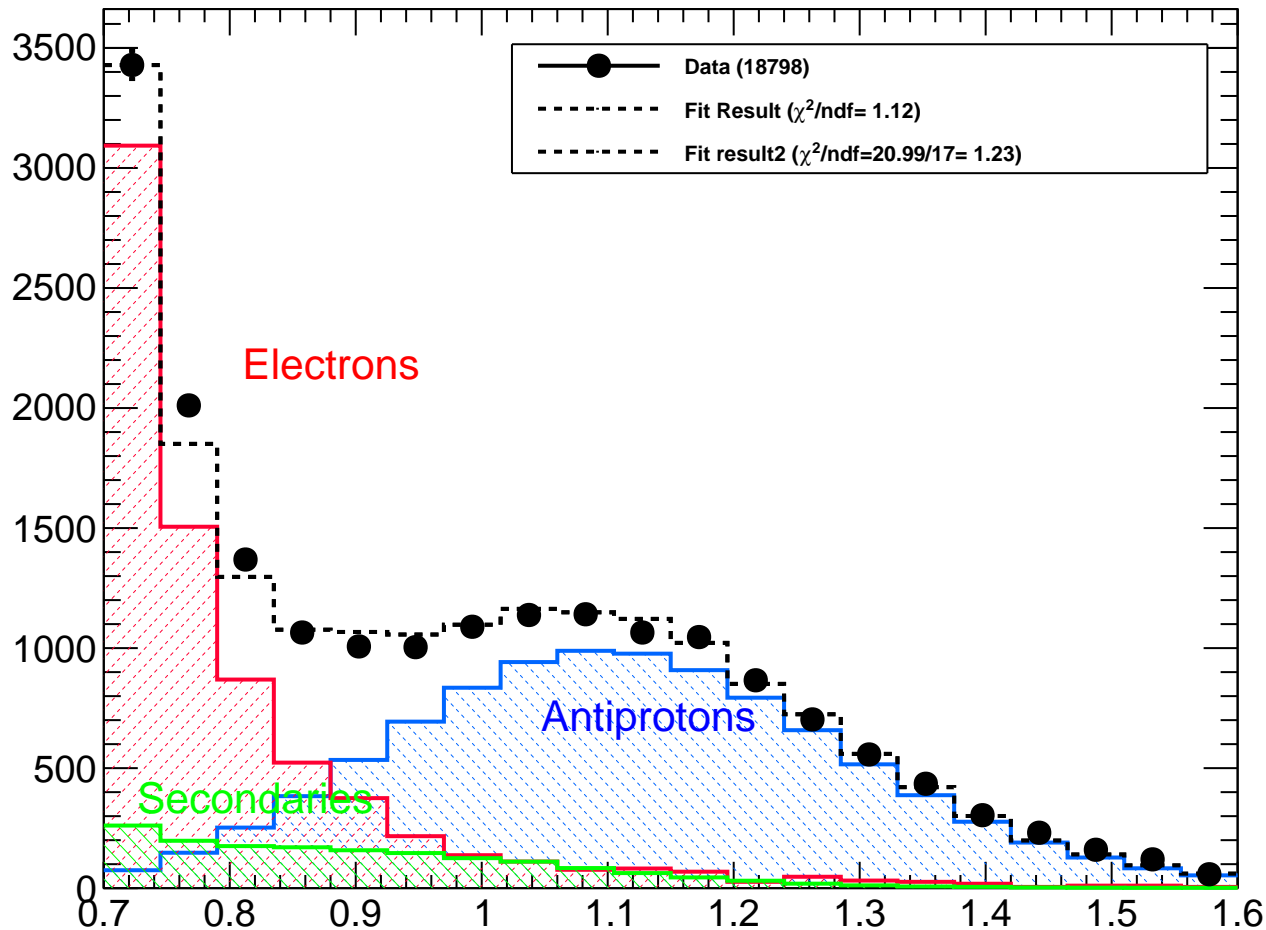 3500
3000
2500
2000
1500
1000
500
0
Data (18798)
Fit Result (χ²/ndf= 1.12)
Fit result2 (χ²/ndf=20.99/17= 1.23)
Electrons
Antiprotons
Secondaries
0.7 0.8 0.9 1 1.1 1.2 1.3 1.4 1.5 1.6